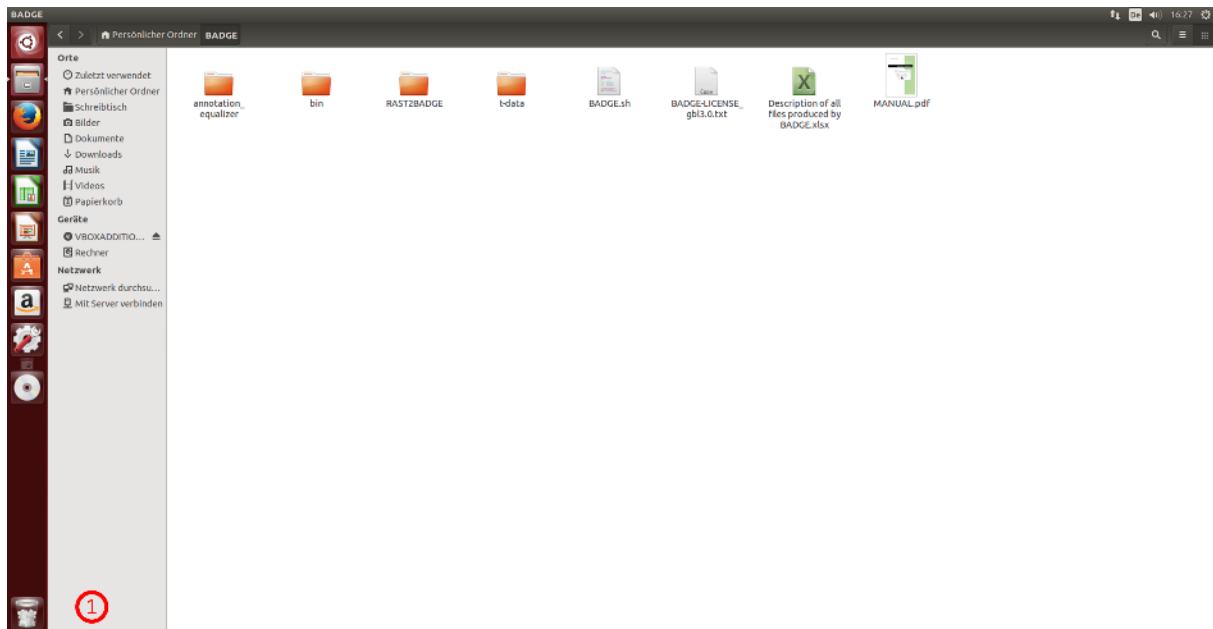 BADGE
De
16:27
Persönlicher Ordner BADGE
Orte
Zuletzt verwendet
Persönlicher Ordner
Schreibtisch
Bilder
Dokumente
Downloads
Musik
Videos
Papierkorb
Geräte
VBOXADDITIO...
Rechner
Netzwerk
Netzwerk durchsu...
Mit Server verbinden
annotation_
equalizer
bin
RAST2BADGE
t-data
BADGE.sh
BADGE-LICENSE_
gbl3.0.txt
Description of all
files produced by
BADGE.xlsx
MANUAL.pdf
1